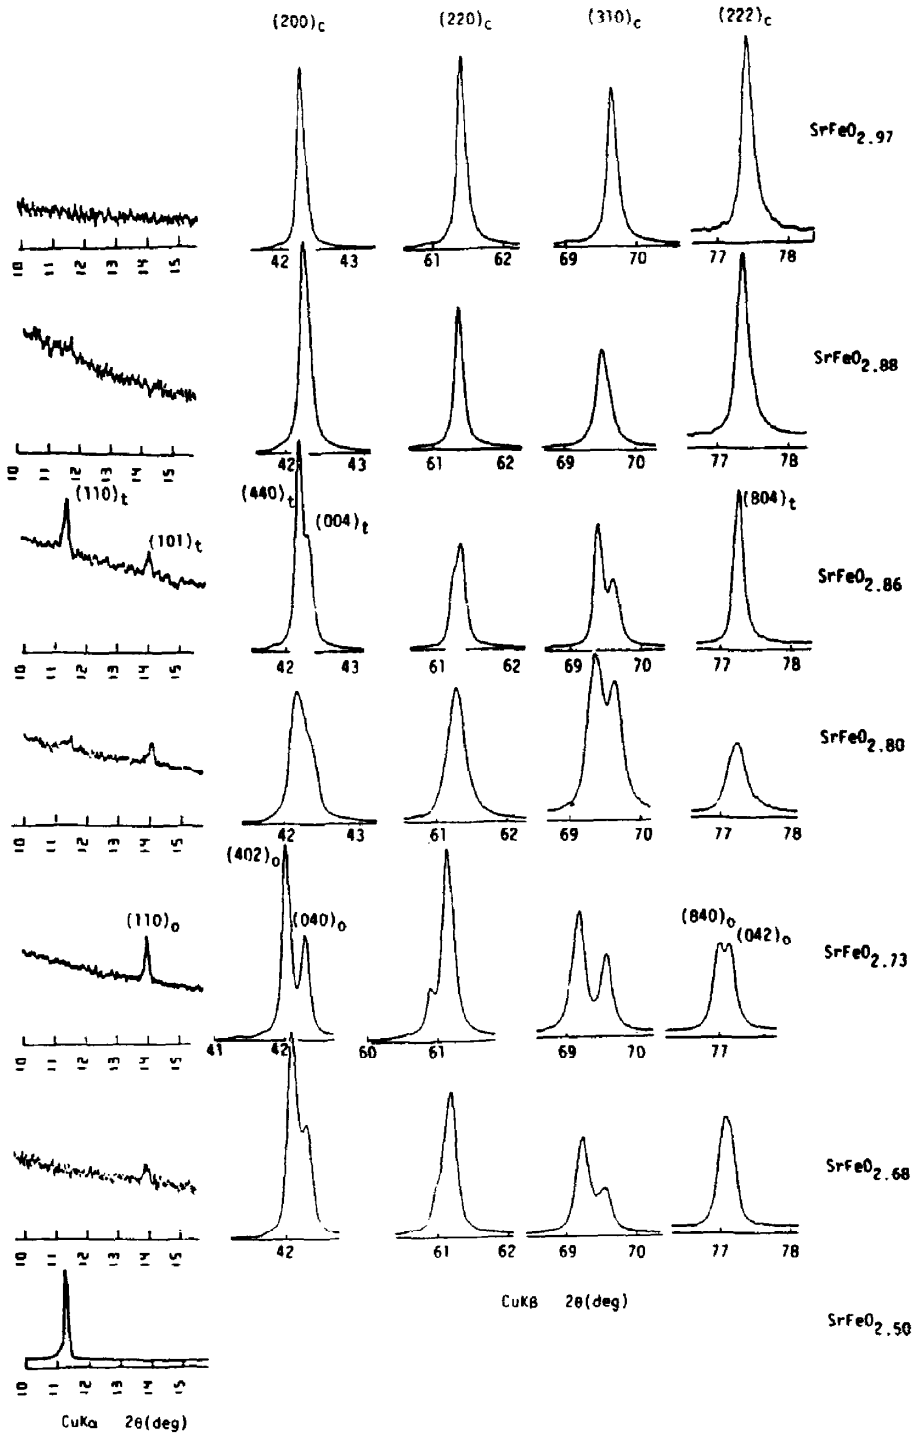 (200)c (220)c (310)c (222)c
SrFeO2.97
10 11 12 13 14 15
42 43
61 62
69 70
77 78
SrFeO2.88
10 11 12 13 14 15
42 43
61 62
69 70
77 78
(110)t
(101)t
(440)t
(004)t
(804)t
SrFeO2.86
10 11 12 13 14 15
42 43
61 62
69 70
77 78
SrFeO2.80
10 11 12 13 14 15
42 43
61 62
69 70
77 78
(402)o
(110)o
(040)o
(840)o
(042)o
SrFeO2.73
10 11 12 13 14 15
41 42
60 61
69 70
77
SrFeO2.68
10 11 12 13 14 15
42
61 62
69 70
77 78
CuKβ 2θ(deg)
SrFeO2.50
10 11 12 13 14 15
CuKα 2θ(deg)